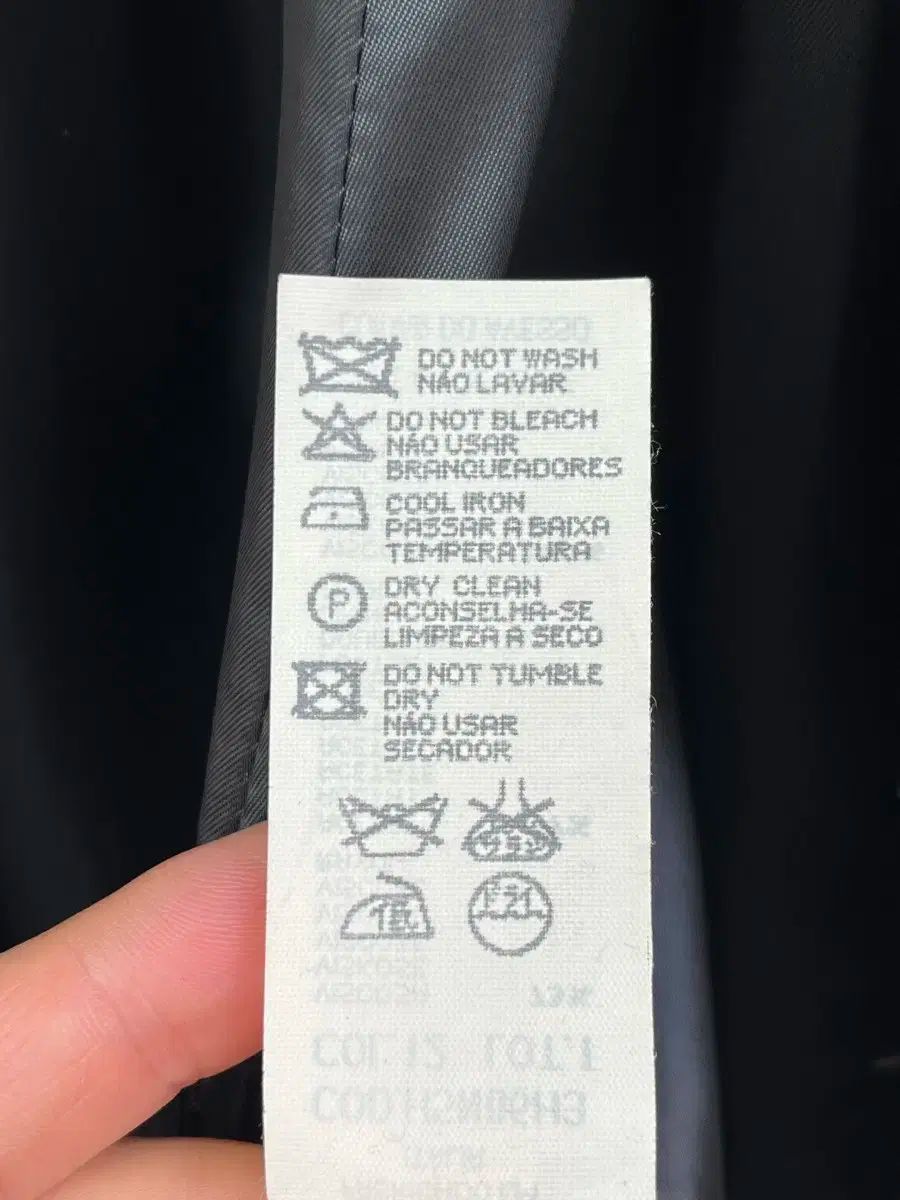 DO NOT WASH
NÃO LAVAR
DO NOT BLEACH
NÃO USAR
BRANQUEADORES
COOL IRON
PASSAR A BAIXA
TEMPERATURA
P
DRY CLEAN
ACONSELHA-SE
LIMPEZA A SECO
DO NOT TUMBLE
DRY
NÃO USAR
SECADOR